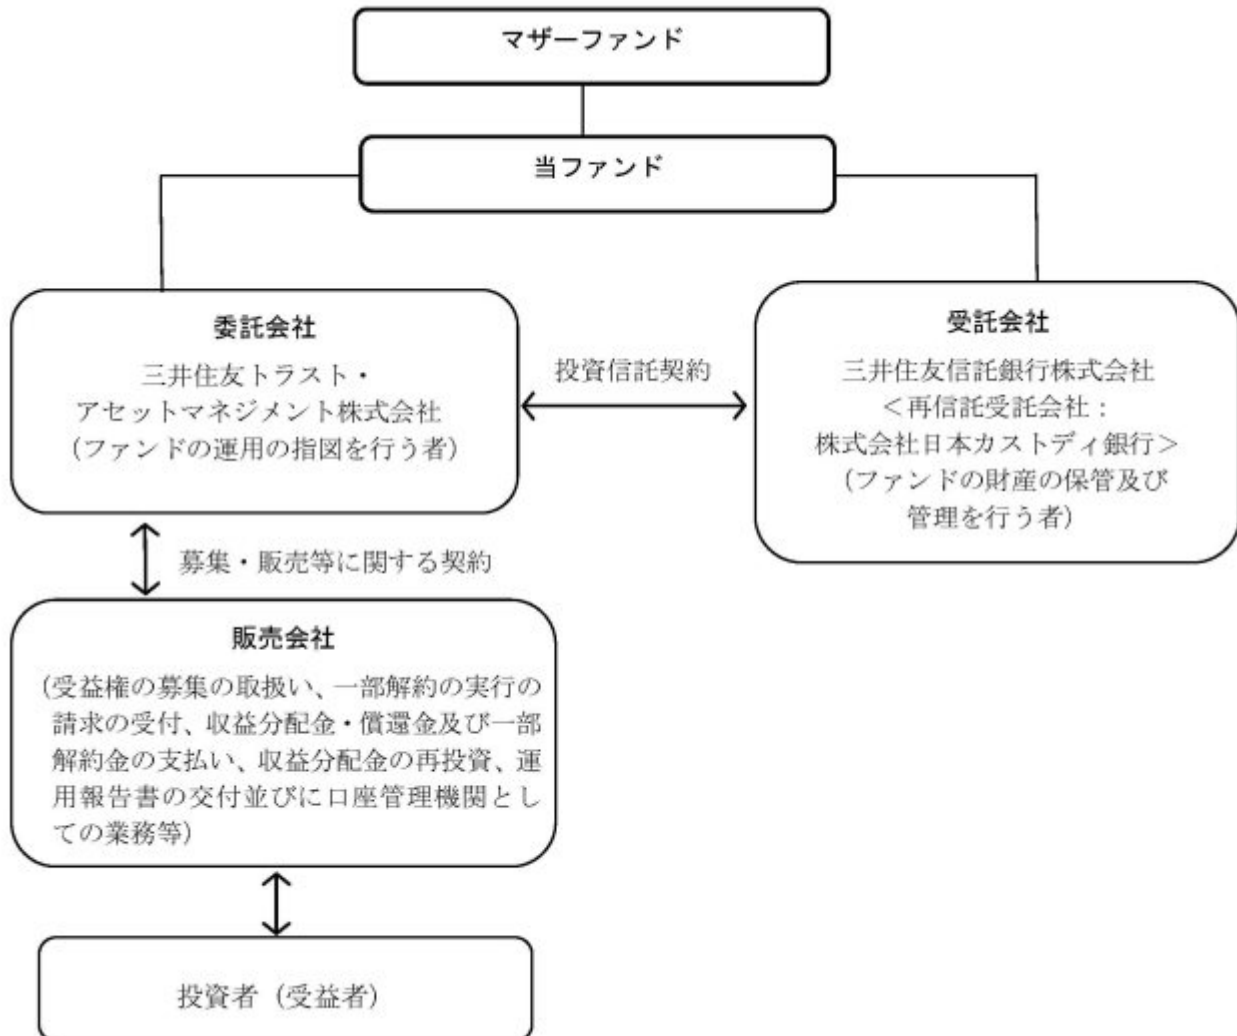 マザーファンド
当ファンド
委託会社
三井住友トラスト・
アセットマネジメント株式会社
(ファンドの運用の指図を行う者)
投資信託契約
受託会社
三井住友信託銀行株式会社
<再信託受託会社:
株式会社日本カストディ銀行>
(ファンドの財産の保管及び
管理を行う者)
募集・販売等に関する契約
販売会社
(受益権の募集の取扱い、一部解約の実行の
請求の受付、収益分配金・償還金及び一部
解約金の支払い、収益分配金の再投資、運
用報告書の交付並びに口座管理機関とし
ての業務等)
投資者(受益者)